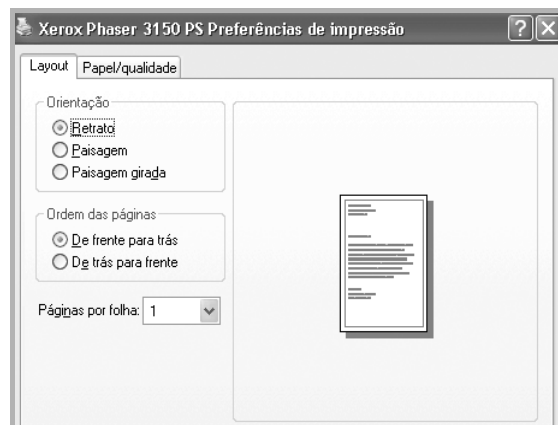 Xerox Phaser 3150 PS Preferências de impressão
Layout Papel/qualidade
Orientação
Retrato
Paisagem
Paisagem girada
Ordem das páginas
De frente para trás
De trás para frente
Páginas por folha: 1